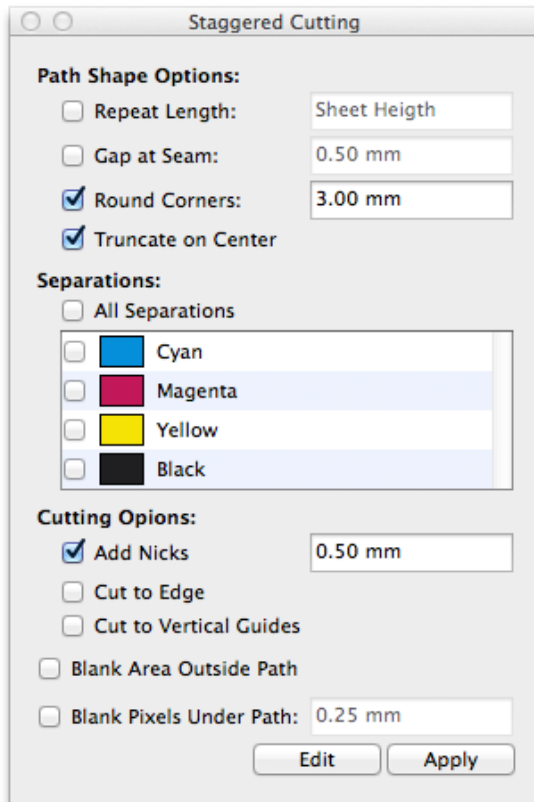 Staggered Cutting
Path Shape Options:
Repeat Length: Sheet Heigth
Gap at Seam: 0.50 mm
Round Corners: 3.00 mm
Truncate on Center
Separations:
All Separations
Cyan
Magenta
Yellow
Black
Cutting Opions:
Add Nicks 0.50 mm
Cut to Edge
Cut to Vertical Guides
Blank Area Outside Path
Blank Pixels Under Path: 0.25 mm
Edit Apply